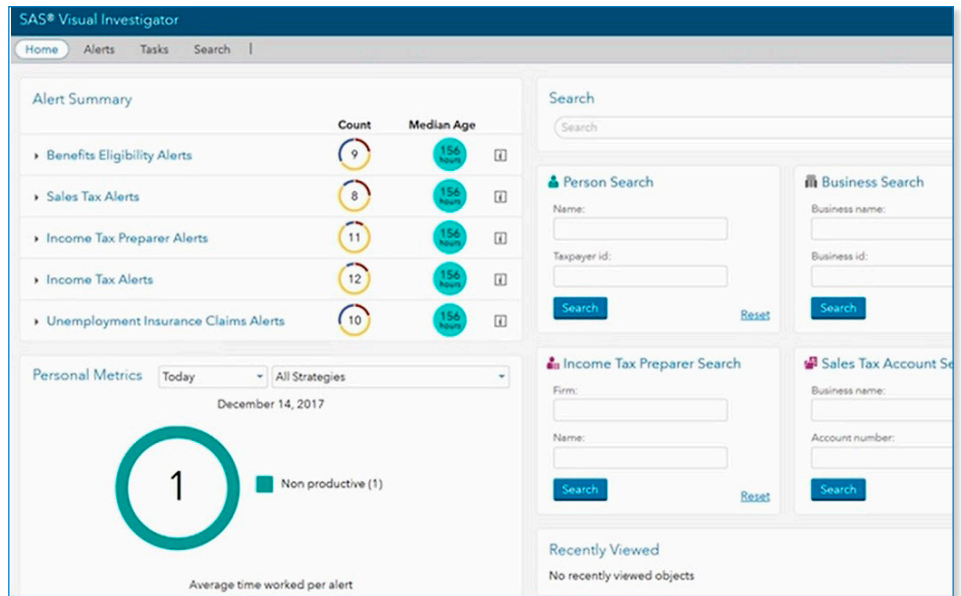 SAS® Visual Investigator
Home Alerts Tasks Search
Alert Summary
Count Median Age
Benefits Eligibility Alerts 9 156 hours
Sales Tax Alerts 8 156 hours
Income Tax Preparer Alerts 11 156 hours
Income Tax Alerts 12 156 hours
Unemployment Insurance Claims Alerts 10 156 hours
Personal Metrics Today All Strategies
December 14, 2017
1
Non productive (1)
Average time worked per alert
Search
Search
Person Search
Name:
Taxpayer id:
Search Reset
Business Search
Business name:
Business id:
Search
Income Tax Preparer Search
Firm:
Name:
Search Reset
Sales Tax Account Se
Business name:
Account number:
Search
Recently Viewed
No recently viewed objects